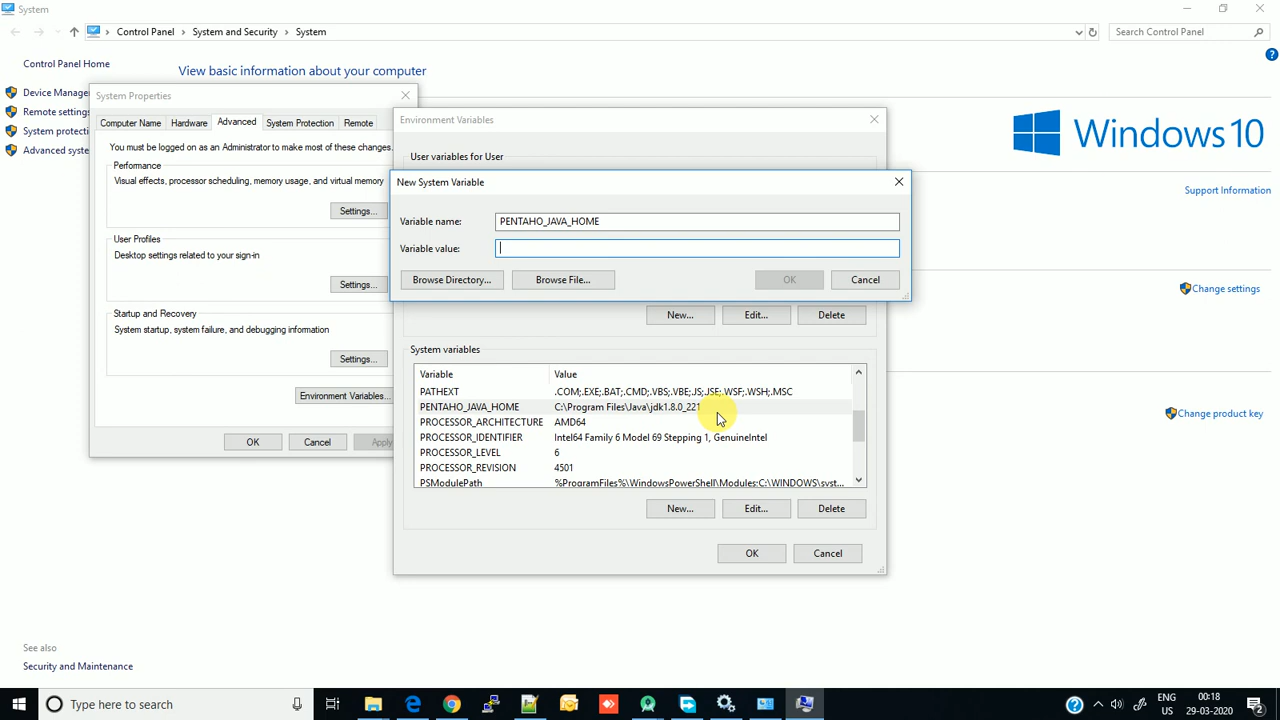 System
Control Panel > System and Security > System
Search Control Panel
Control Panel Home
View basic information about your computer
Device Manage
Remote settings
System protecti
Advanced syste
System Properties
Computer Name Hardware Advanced System Protection Remote
You must be logged on as an Administrator to make most of these changes.
Performance
Visual effects, processor scheduling, memory usage, and virtual memory
Settings...
User Profiles
Desktop settings related to your sign-in
Settings...
Startup and Recovery
System startup, system failure, and debugging information
Settings...
Environment Variables...
OK Cancel Apply
Environment Variables
User variables for User
New System Variable
Variable name: PENTAHO_JAVA_HOME
Variable value:
Browse Directory... Browse File... OK Cancel
New... Edit... Delete
System variables
Variable Value
PATHEXT .COM;.EXE;.BAT;.CMD;.VBS;.VBE;.JS;.JSE;.WSF;.WSH;.MSC
PENTAHO_JAVA_HOME C:\Program Files\Java\jdk1.8.0_221
PROCESSOR_ARCHITECTURE AMD64
PROCESSOR_IDENTIFIER Intel64 Family 6 Model 69 Stepping 1, GenuineIntel
PROCESSOR_LEVEL 6
PROCESSOR_REVISION 4501
PSModulePath %ProgramFiles%\WindowsPowerShell\Modules;C:\WINDOWS\syst...
New... Edit... Delete
OK Cancel
Windows 10
Support Information
Change settings
Change product key
See also
Security and Maintenance
Type here to search
ENG
US
00:18
29-03-2020
2